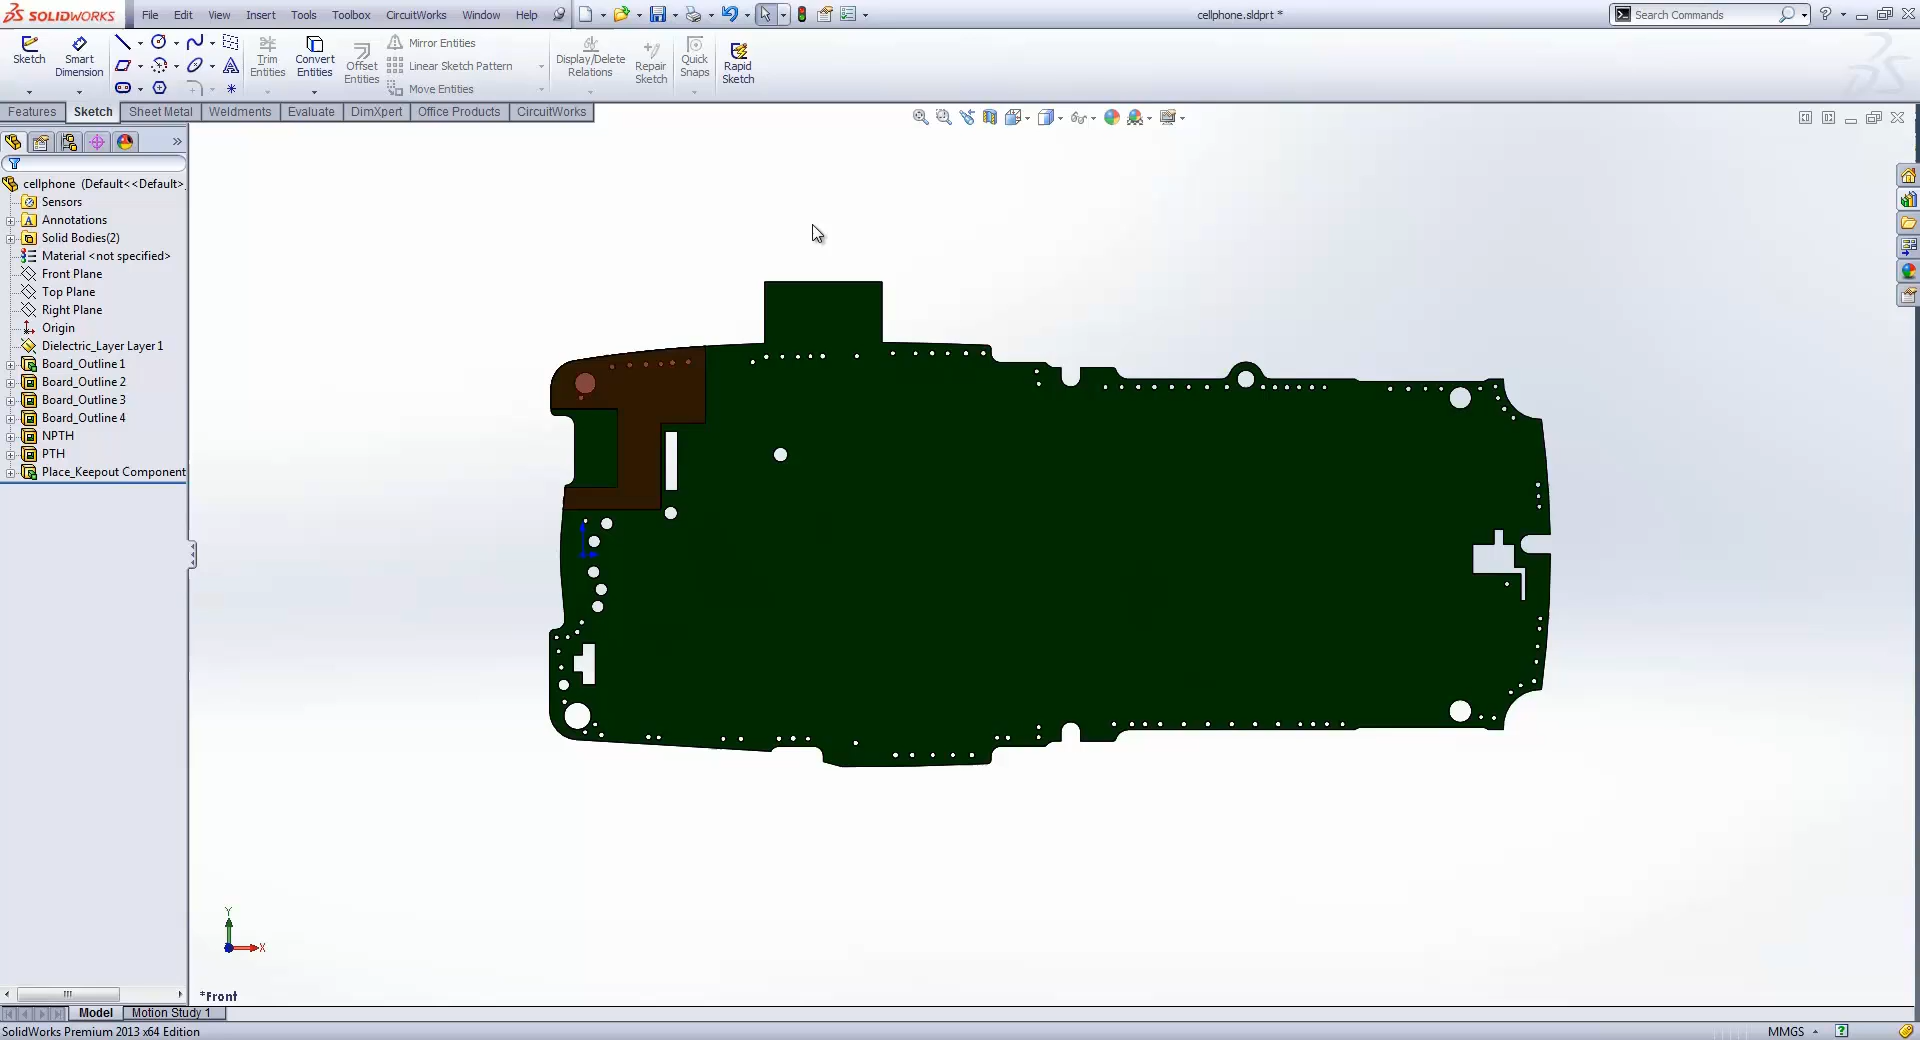 SOLIDWORKS
File Edit View Insert Tools Toolbox CircuitWorks Window Help
cellphone.sldprt *
Search Commands
Sketch
Smart Dimension
Trim Entities
Convert Entities
Offset Entities
Mirror Entities
Linear Sketch Pattern
Move Entities
Display/Delete Relations
Repair Sketch
Quick Snaps
Rapid Sketch
Features Sketch Sheet Metal Weldments Evaluate DimXpert Office Products CircuitWorks
cellphone (Default<<Default>
Sensors
Annotations
Solid Bodies(2)
Material <not specified>
Front Plane
Top Plane
Right Plane
Origin
Dielectric_Layer Layer 1
Board_Outline 1
Board_Outline 2
Board_Outline 3
Board_Outline 4
NPTH
PTH
Place_Keepout Component
Y
X
*Front
Model Motion Study 1
SolidWorks Premium 2013 x64 Edition
MMGS